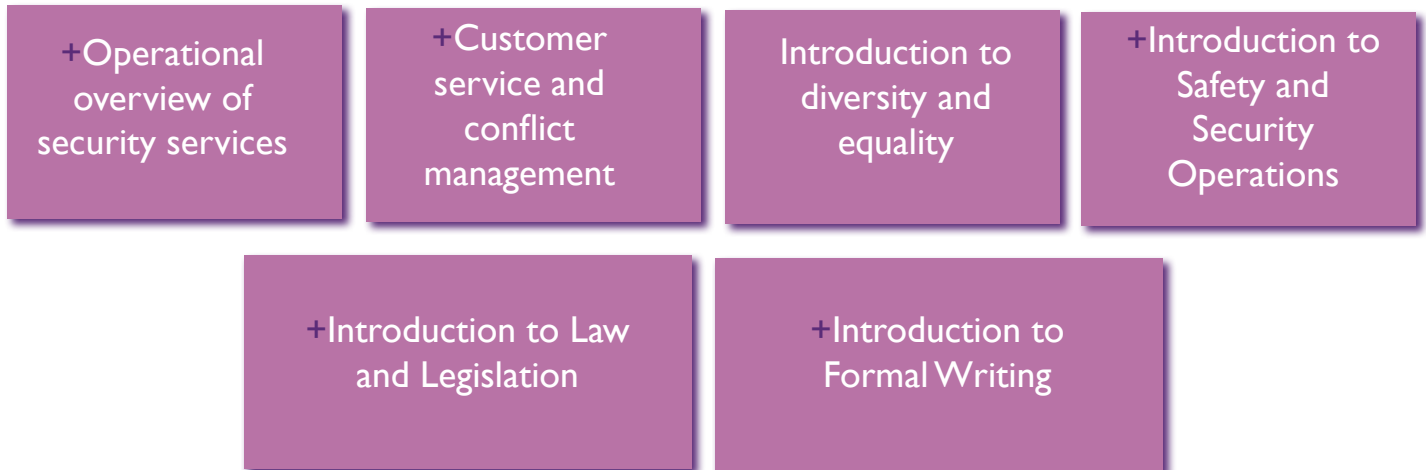 +Operational
overview of
security services
+Customer
service and
conflict
management
Introduction to
diversity and
equality
+Introduction to
Safety and
Security
Operations
+Introduction to Law
and Legislation
+Introduction to
Formal Writing